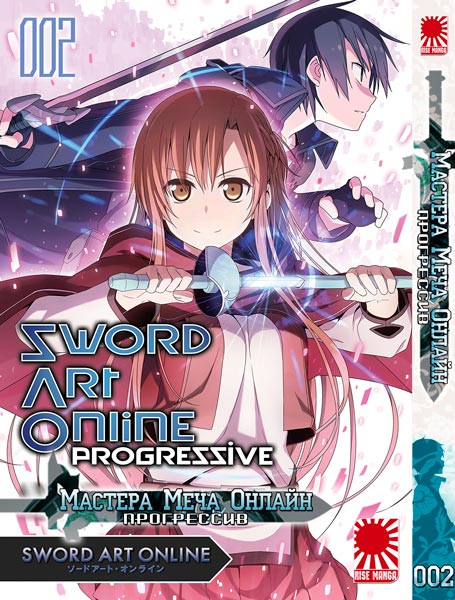 002
SWORD
ART
ONLINE
PROGRESSIVE
МАСТЕРА МЕЧА ОНЛАЙН
ПРОГРЕССИВ
SWORD ART ONLINE
ソードアート・オンライン
RISE MANGA
RISE MANGA
МАСТЕРА МЕЧА ОНЛАЙН
ПРОГРЕССИВ
002